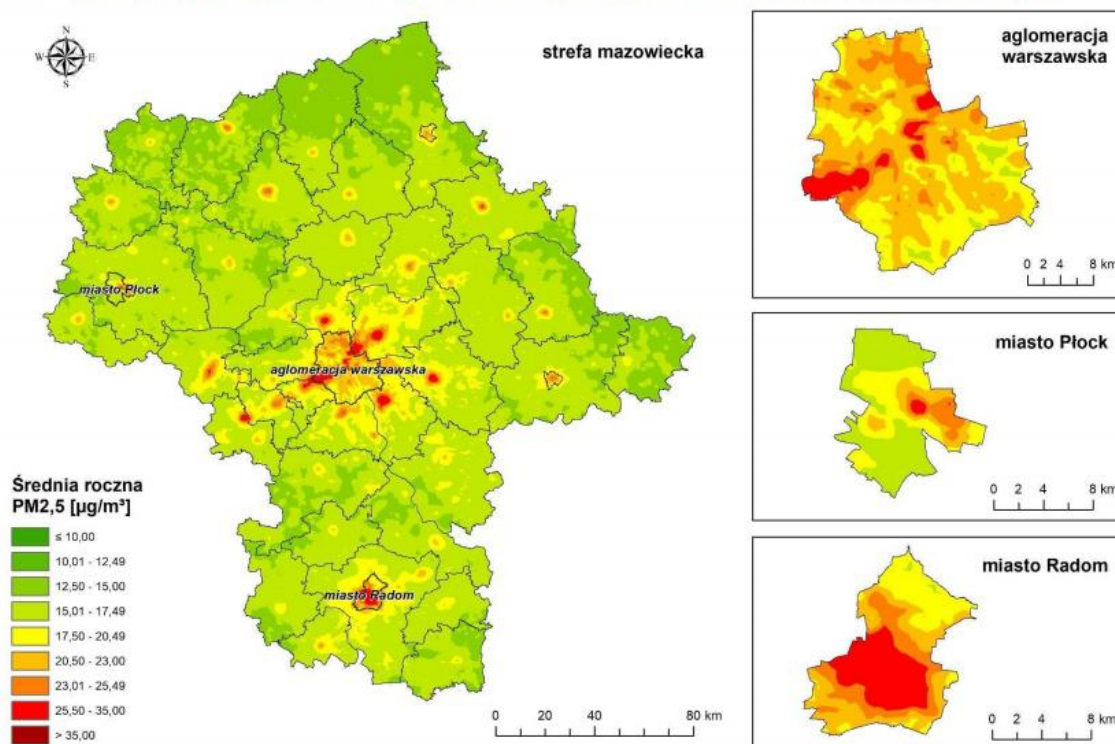 N
W
E
S
strefa mazowiecka
miasto Płock
aglomeracja warszawska
miasto Radom
Średnia roczna
PM2,5 [µg/m³]
≤ 10,00
10,01 - 12,49
12,50 - 15,00
15,01 - 17,49
17,50 - 20,49
20,50 - 23,00
23,01 - 25,49
25,50 - 35,00
> 35,00
0 20 40 80 km
aglomeracja
warszawska
0 2 4 8 km
miasto Płock
0 2 4 8 km
miasto Radom
0 2 4 8 km